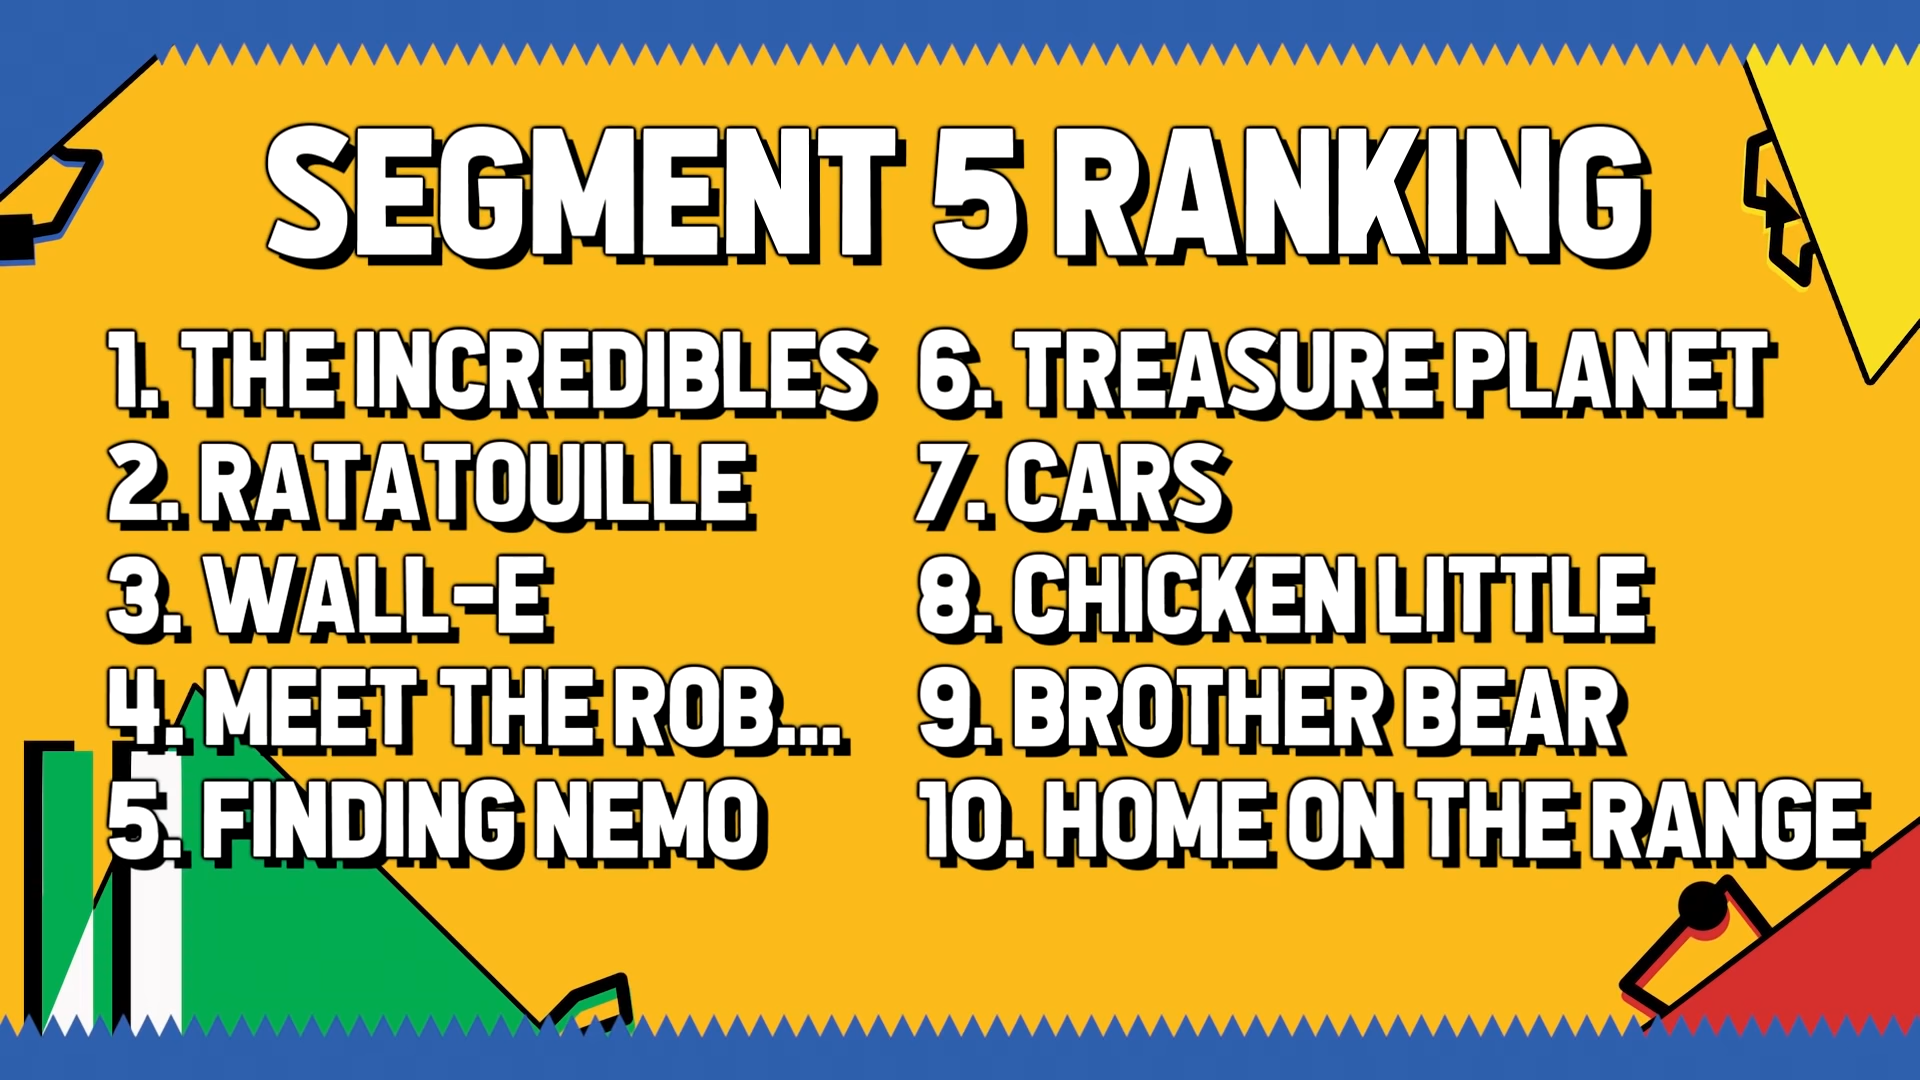 SEGMENT 5 RANKING
1. THE INCREDIBLES
2. RATATOUILLE
3. WALL-E
4. MEET THE ROB...
5. FINDING NEMO
6. TREASURE PLANET
7. CARS
8. CHICKEN LITTLE
9. BROTHER BEAR
10. HOME ON THE RANGE